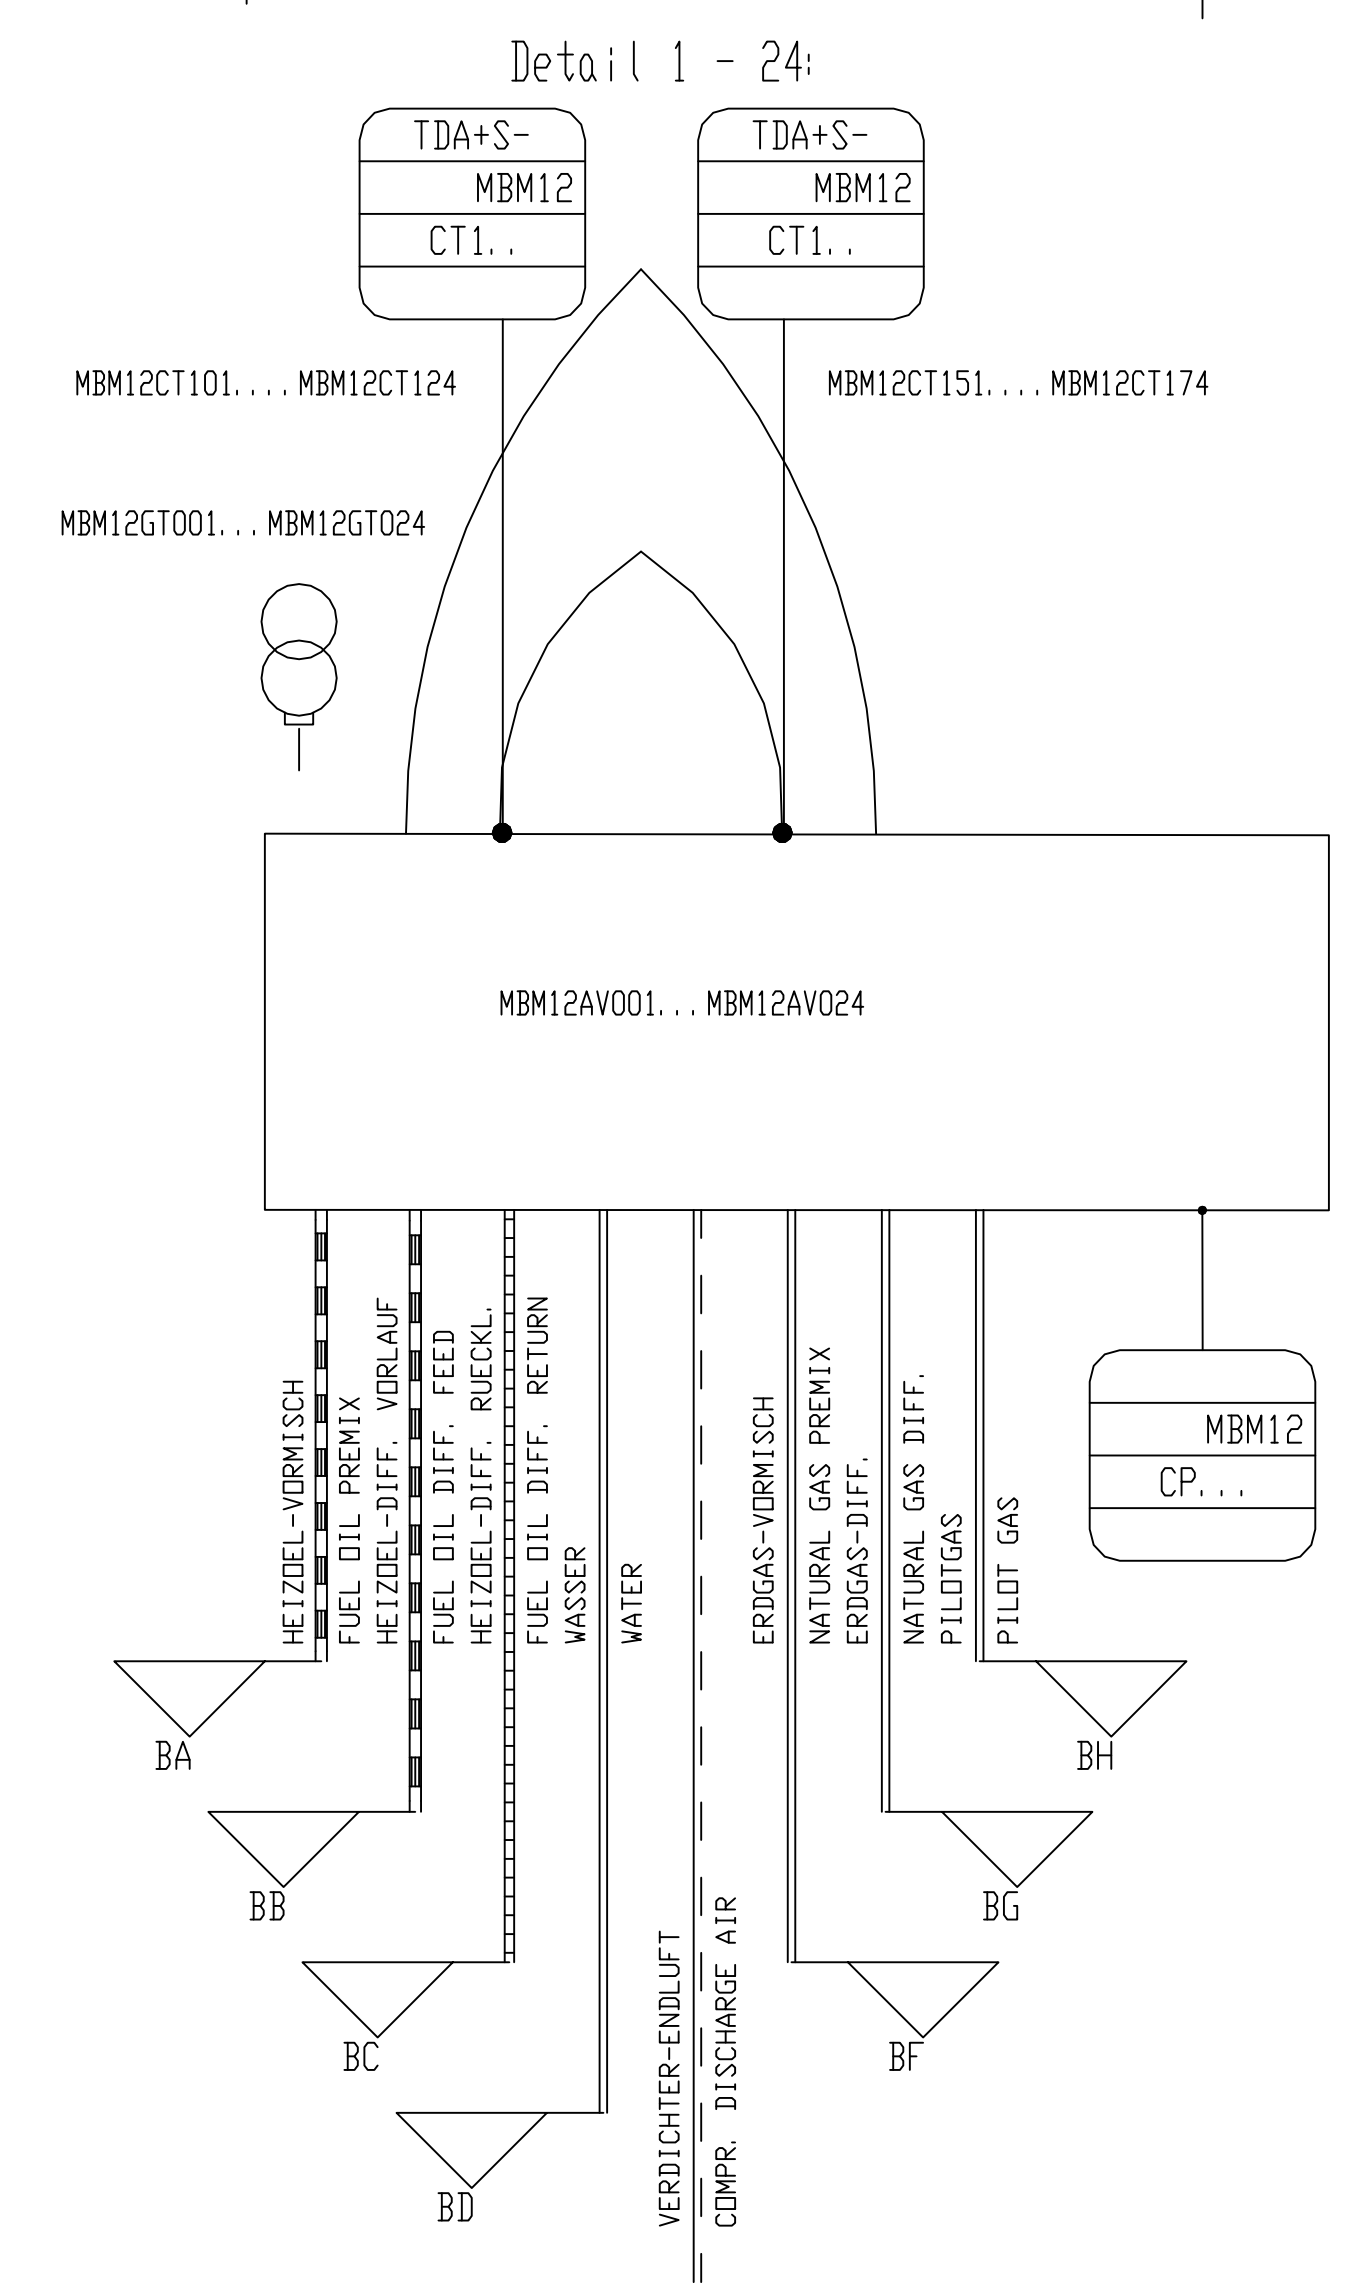 Detail 1 - 24:
TDA+S-
MBM12
CT1..
TDA+S-
MBM12
CT1..
MBM12CT101....MBM12CT124
MBM12CT151....MBM12CT174
MBM12GT001...MBM12GT024
MBM12AV001...MBM12AV024
HEIZOEL-VORMISCH
FUEL OIL PREMIX
HEIZOEL-DIFF. VORLAUF
FUEL OIL DIFF. FEED
HEIZOEL-DIFF. RUECKL.
FUEL OIL DIFF. RETURN
WASSER
WATER
VERDICHTER-ENDLUFT
COMPR. DISCHARGE AIR
ERDGAS-VORMISCH
NATURAL GAS PREMIX
ERDGAS-DIFF.
NATURAL GAS DIFF.
PILOTGAS
PILOT GAS
MBM12
CP...
BA
BH
BB
BG
BC
BF
BD